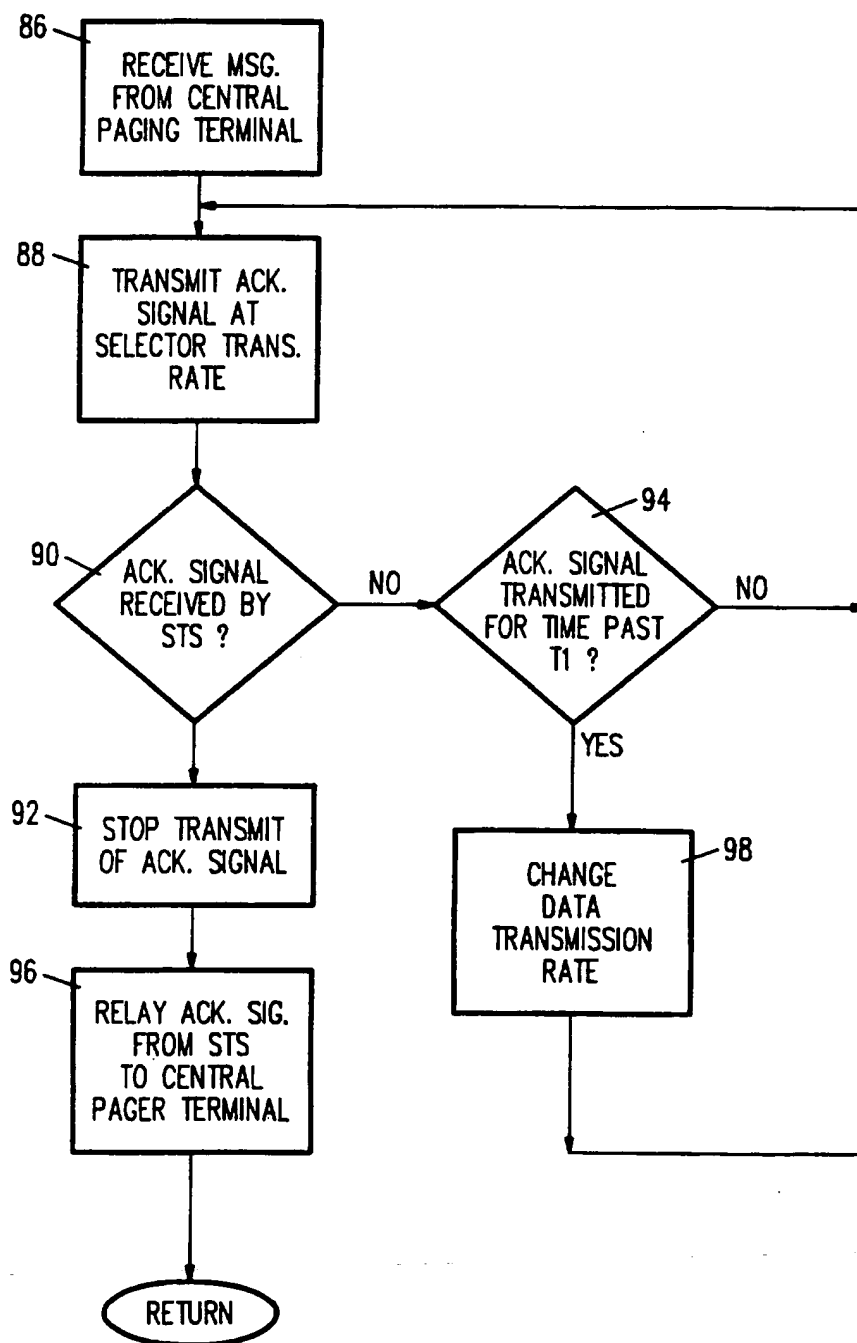 86
RECEIVE MSG.
FROM CENTRAL
PAGING TERMINAL
88
TRANSMIT ACK.
SIGNAL AT
SELECTOR TRANS.
RATE
90
ACK. SIGNAL
RECEIVED BY
STS ?
NO
94
ACK. SIGNAL
TRANSMITTED
FOR TIME PAST
T1 ?
NO
YES
92
STOP TRANSMIT
OF ACK. SIGNAL
98
CHANGE
DATA
TRANSMISSION
RATE
96
RELAY ACK. SIG.
FROM STS
TO CENTRAL
PAGER TERMINAL
RETURN